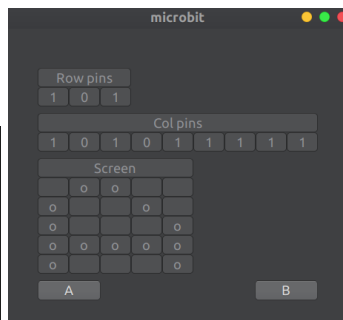 microbit
Row pins
1 0 1
Col pins
1 0 1 0 1 1 1 1 1
Screen
o o
o o
o o
o o o o o
o o
A B